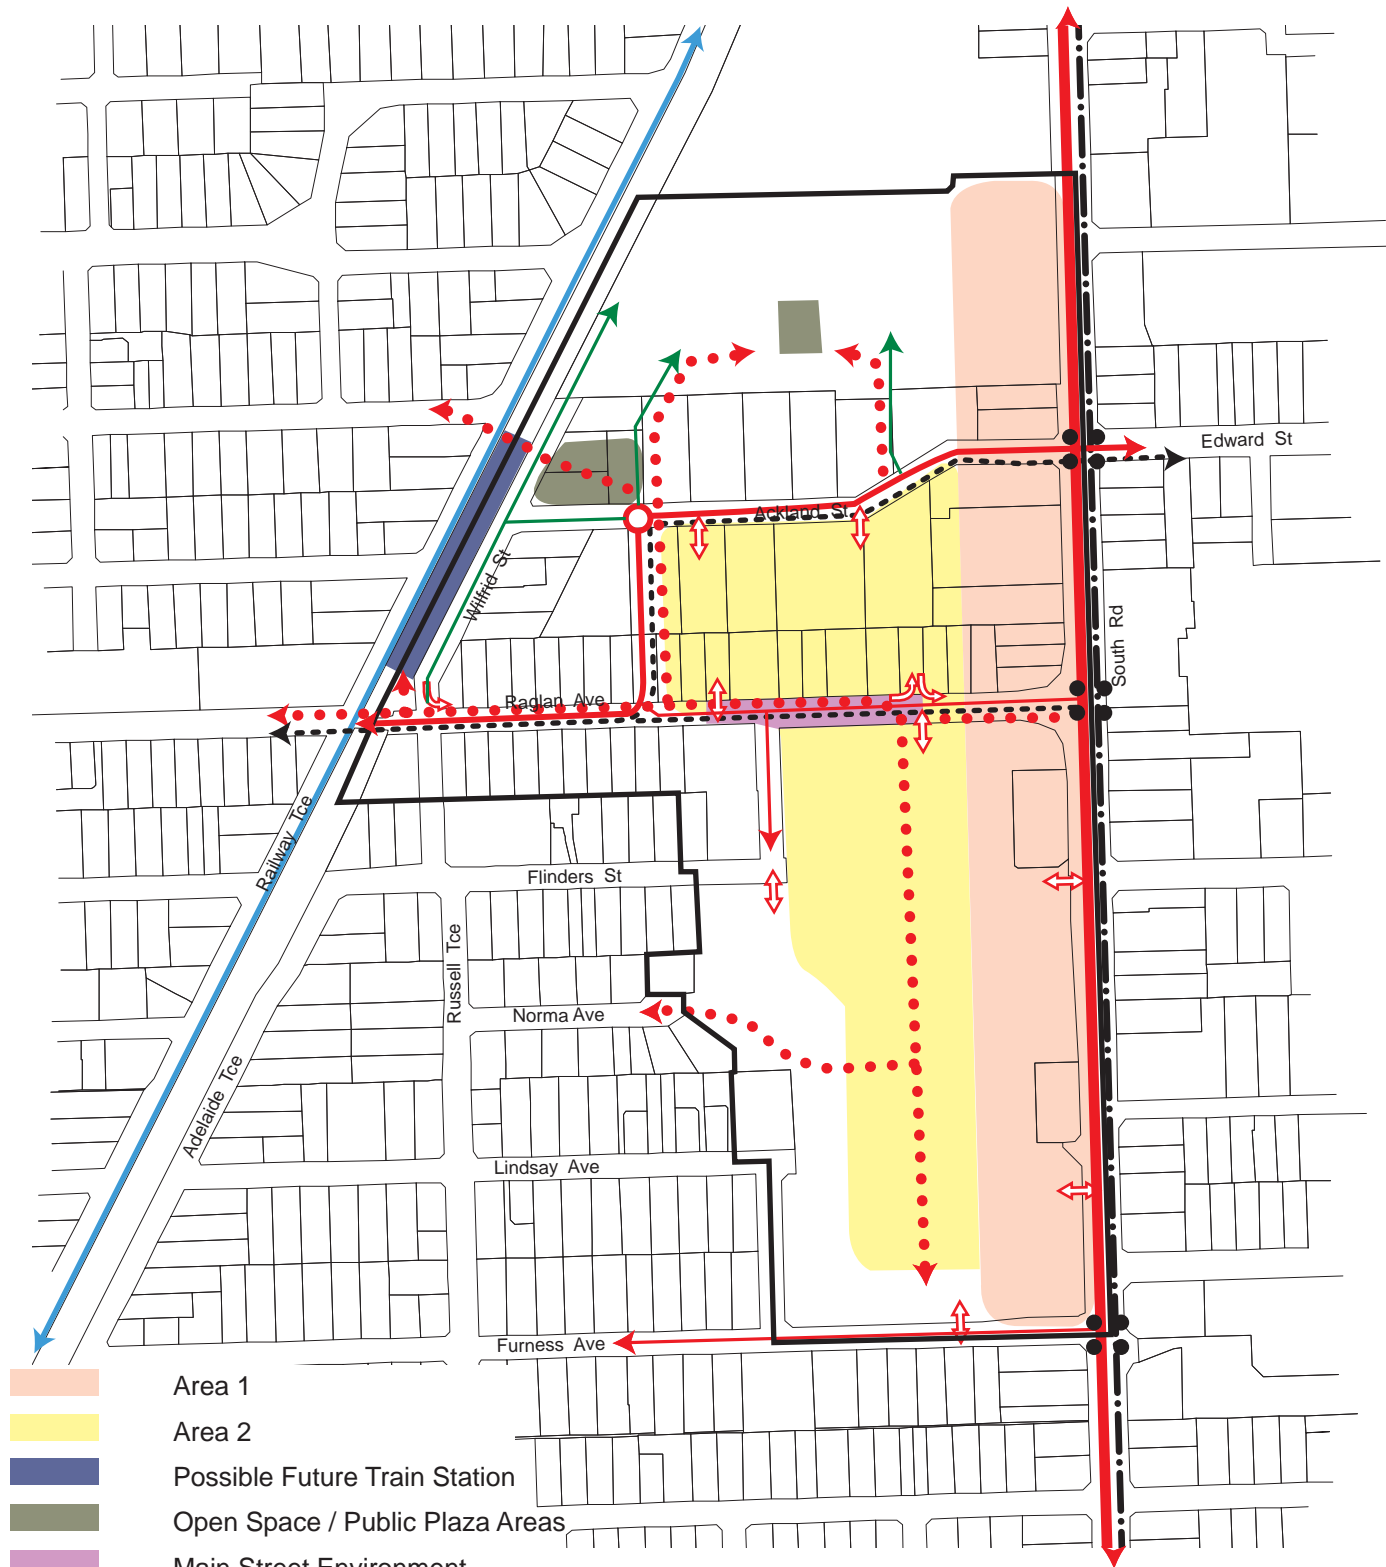 Edward St
Ackland St
Wilfrid St
South Rd
Raglan Ave
Railway Tce
Flinders St
Russell Tce
Norma Ave
Adelaide Tce
Lindsay Ave
Furness Ave
Area 1
Area 2
Possible Future Train Station
Open Space / Public Plaza Areas
Main Street Environment